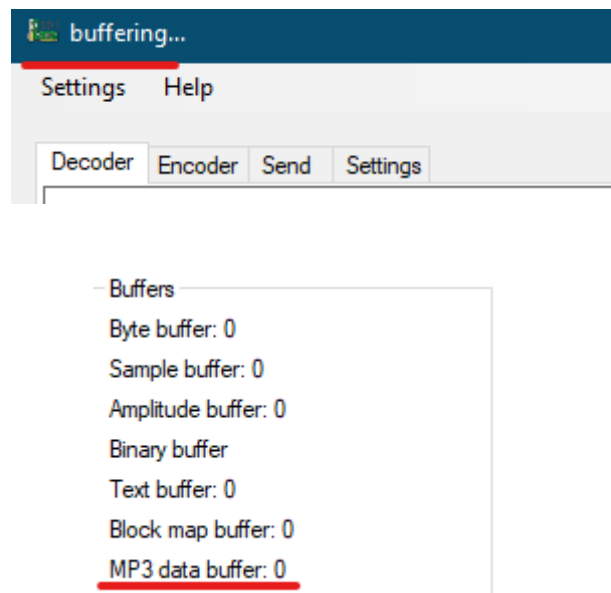 buffering...
Settings Help
Decoder Encoder Send Settings
Buffers
Byte buffer: 0
Sample buffer: 0
Amplitude buffer: 0
Binary buffer
Text buffer: 0
Block map buffer: 0
MP3 data buffer: 0